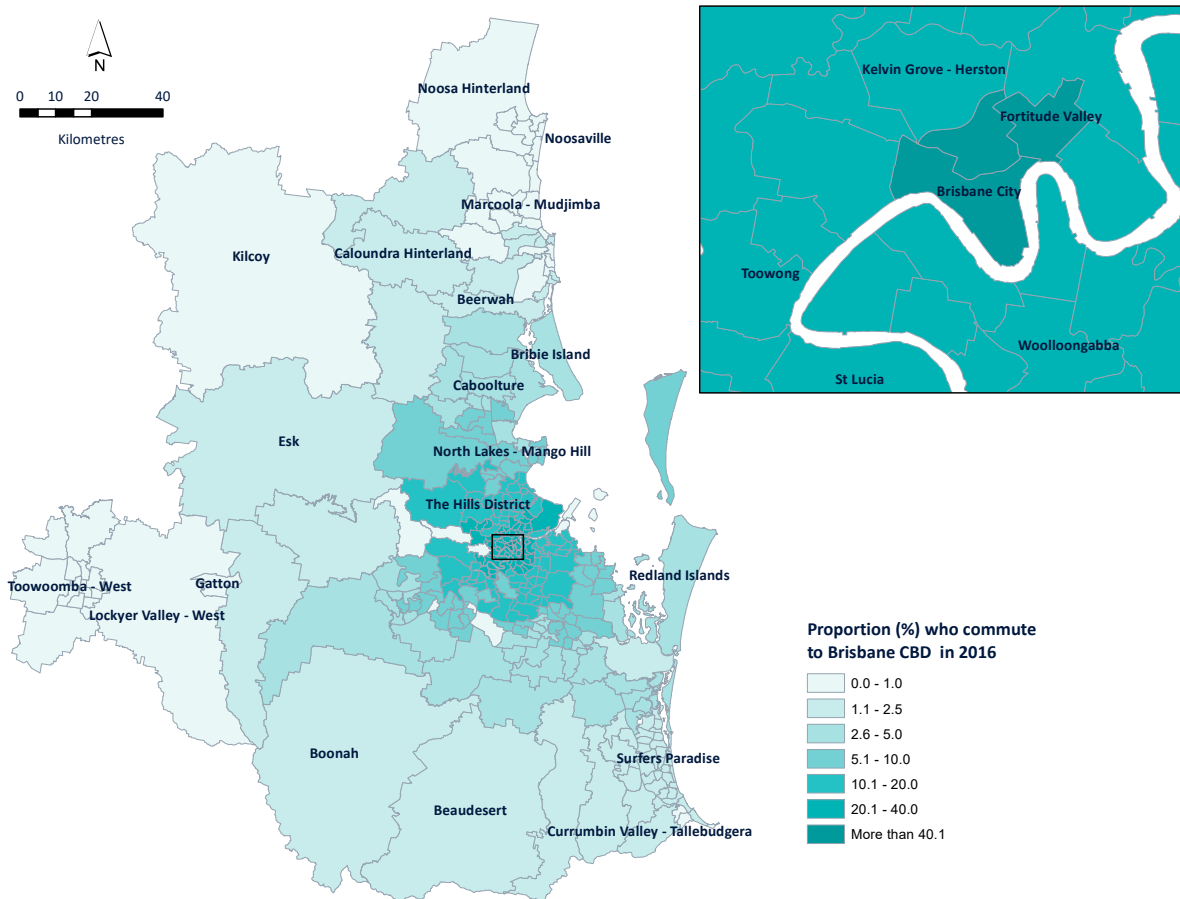 N
0 10 20 40
Kilometres
Noosa Hinterland
Noosaville
Marcoola - Mudjimba
Kilcoy
Caloundra Hinterland
Beerwah
Bribie Island
Caboolture
Esk
North Lakes - Mango Hill
The Hills District
Redland Islands
Toowoomba - West
Gatton
Lockyer Valley - West
Boonah
Surfers Paradise
Beaudesert
Currumbin Valley - Tallebudgera
Kelvin Grove - Herston
Fortitude Valley
Brisbane City
Toowong
Woolloongabba
St Lucia
Proportion (%) who commute
to Brisbane CBD in 2016
0.0 - 1.0
1.1 - 2.5
2.6 - 5.0
5.1 - 10.0
10.1 - 20.0
20.1 - 40.0
More than 40.1